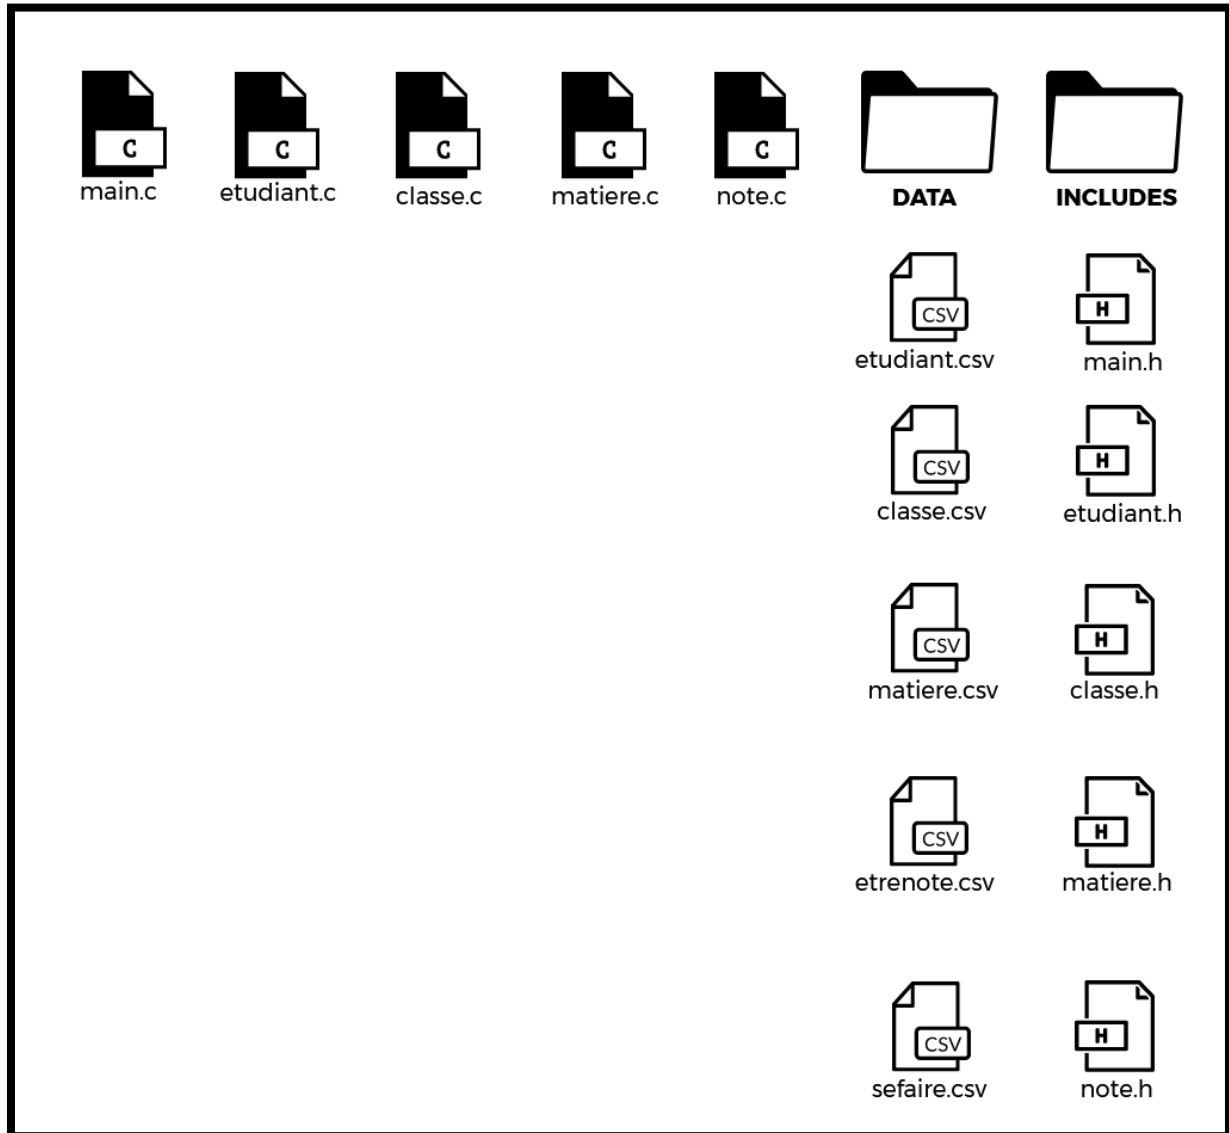 C
C
C
C
C
main.c
etudiant.c
classe.c
matiere.c
note.c
DATA
INCLUDES
CSV
H
etudiant.csv
main.h
CSV
H
classe.csv
etudiant.h
CSV
H
matiere.csv
classe.h
CSV
H
etrenote.csv
matiere.h
CSV
H
sefaire.csv
note.h